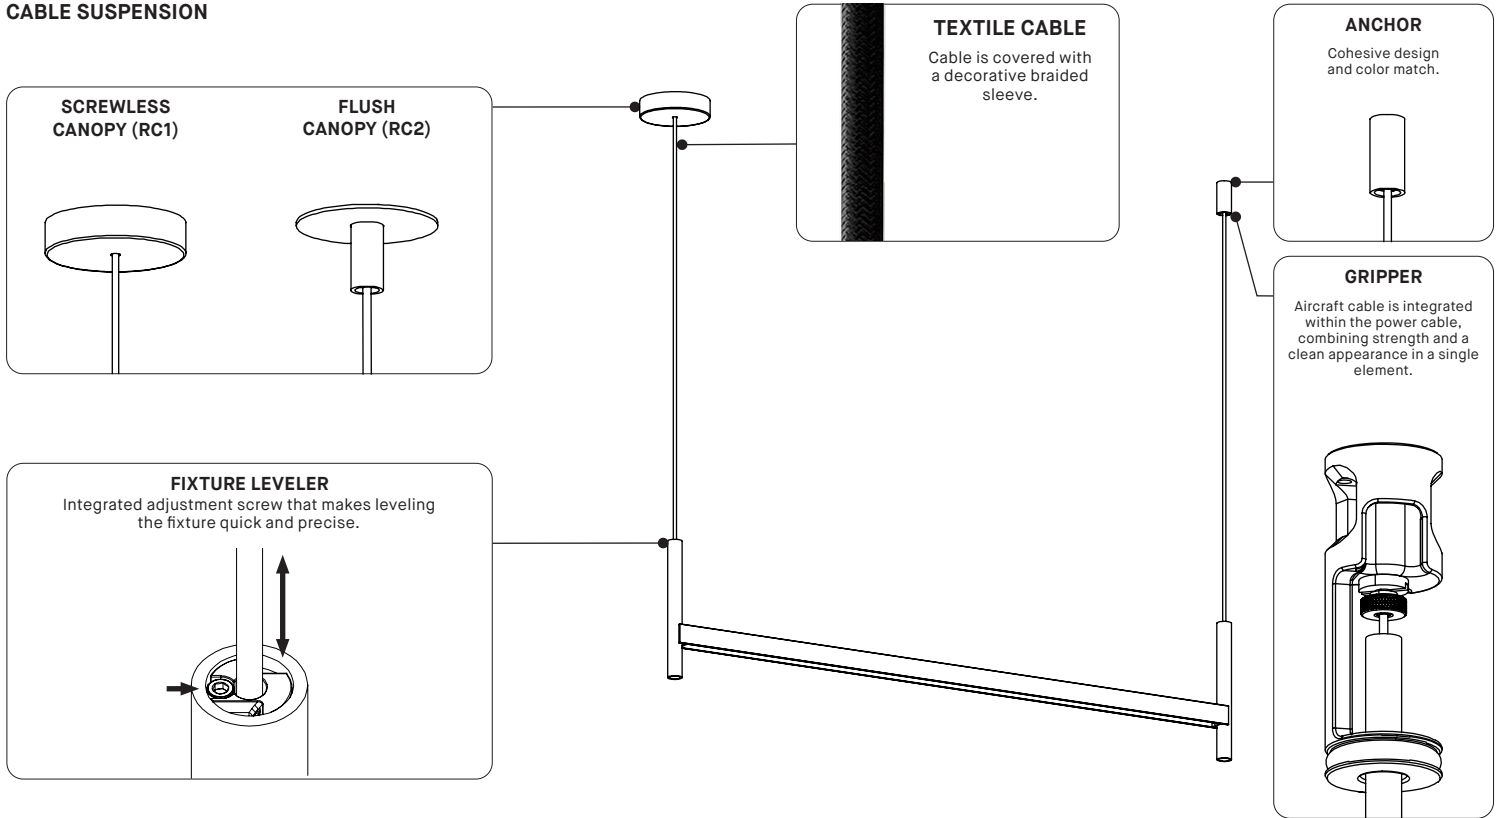 CABLE SUSPENSION
SCREWLESS
CANOPY (RC1)
FLUSH
CANOPY (RC2)
TEXTILE CABLE
Cable is covered with
a decorative braided
sleeve.
ANCHOR
Cohesive design
and color match.
GRIPPER
Aircraft cable is integrated
within the power cable,
combining strength and a
clean appearance in a single
element.
FIXTURE LEVELER
Integrated adjustment screw that makes leveling
the fixture quick and precise.